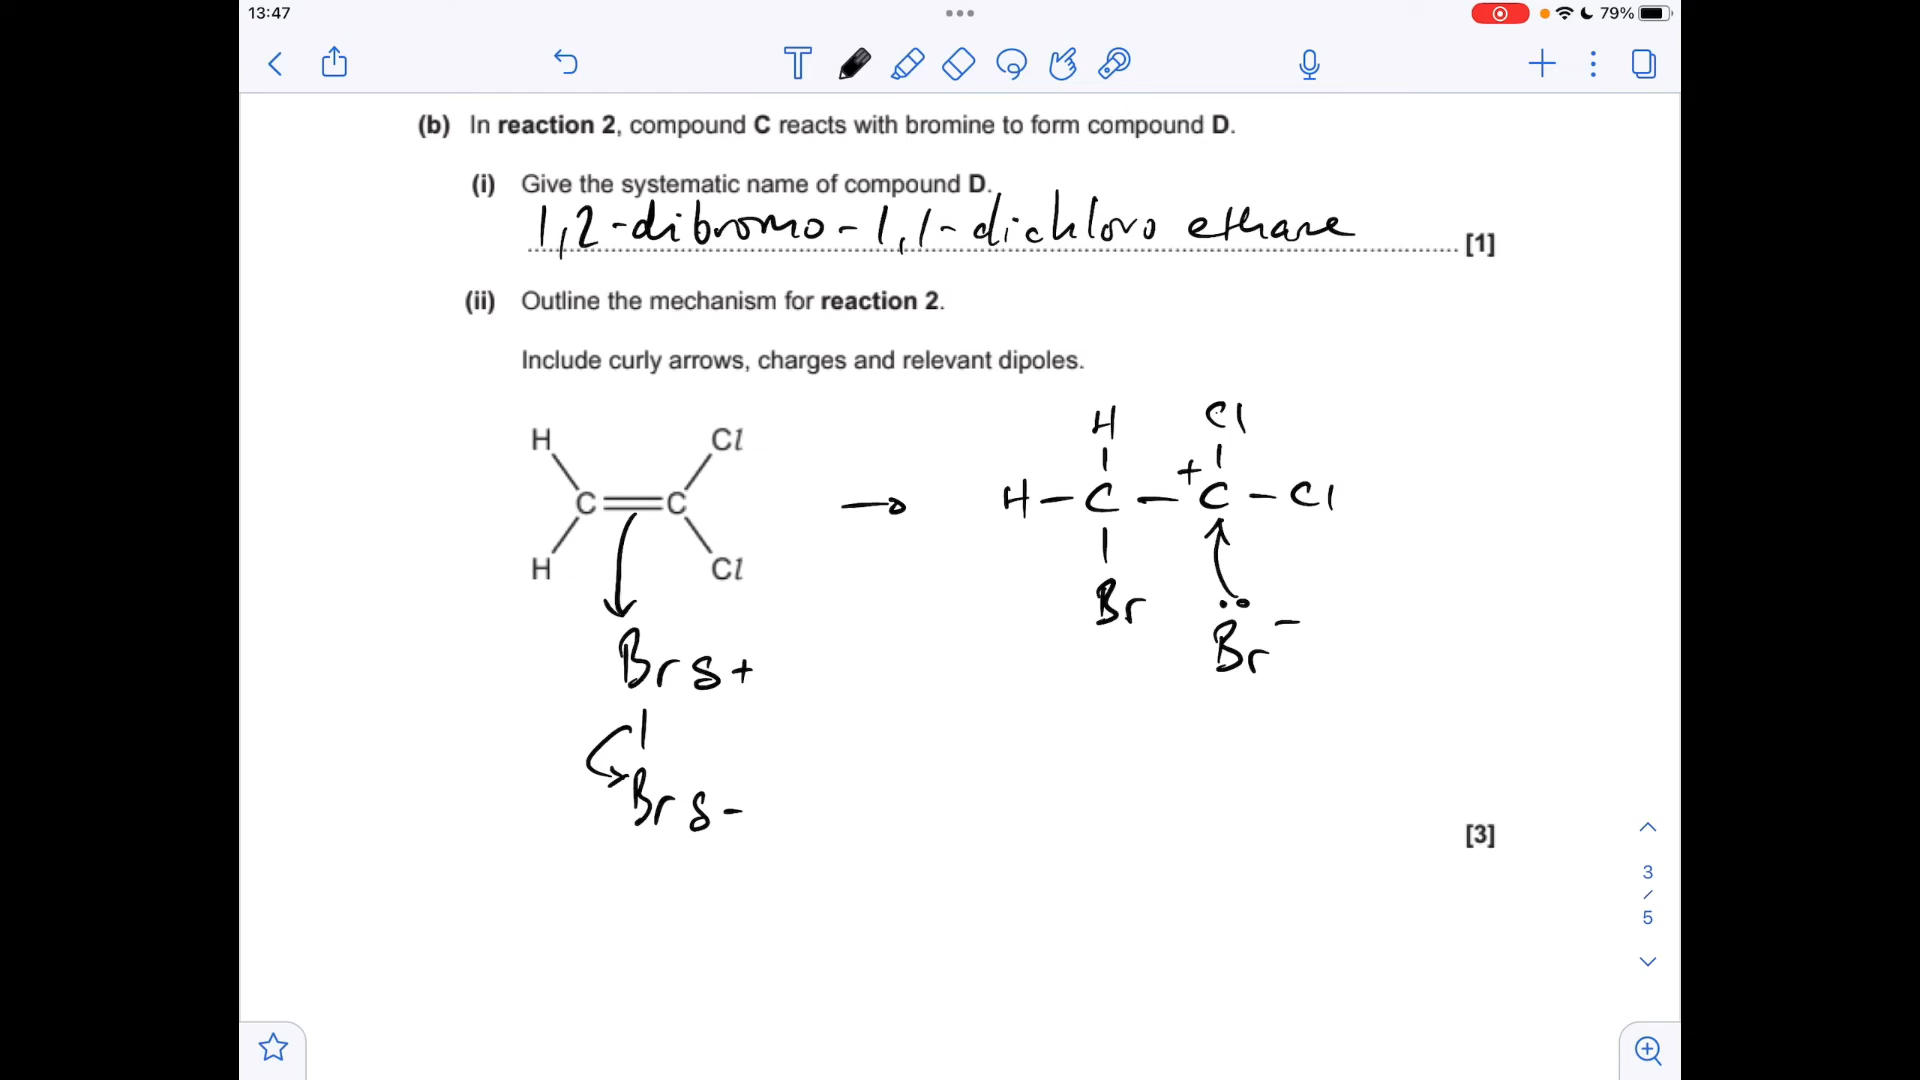 13:47
79%
(b) In reaction 2, compound C reacts with bromine to form compound D.
(i) Give the systematic name of compound D.
1,2-dibromo-1,1-dichloro ethane
[1]
(ii) Outline the mechanism for reaction 2.
Include curly arrows, charges and relevant dipoles.
H Cl
C C
H Cl
Br δ+
Br δ-
H Cl
H-C-+C-Cl
Br Br-
[3]
3
/
5